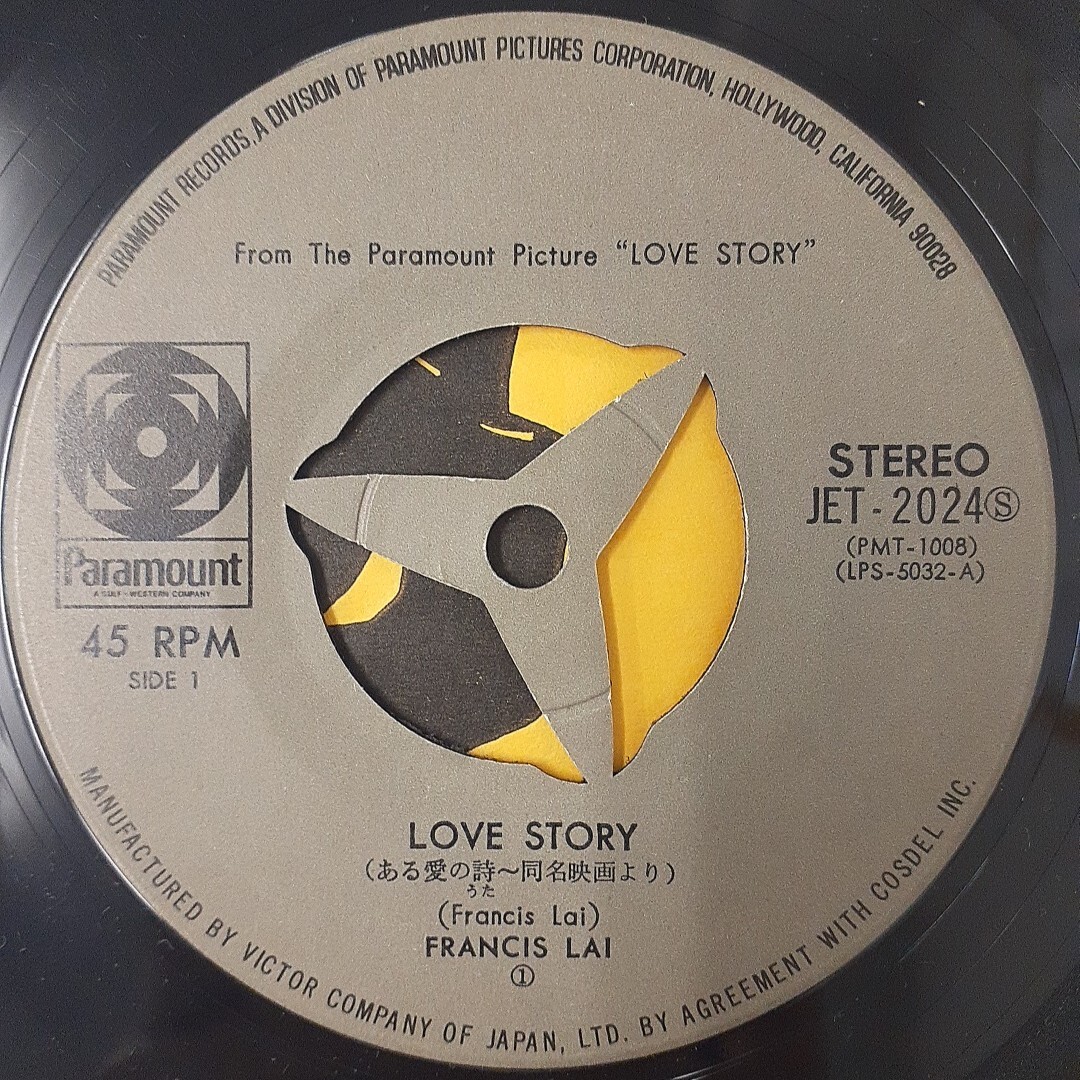 PARAMOUNT RECORDS, A DIVISION OF PARAMOUNT PICTURES CORPORATION, HOLLYWOOD, CALIFORNIA 90028
From The Paramount Picture “LOVE STORY”
Paramount
A GULF+WESTERN COMPANY
45 RPM
SIDE 1
STEREO
JET-2024Ⓢ
(PMT-1008)
(LPS-5032-A)
LOVE STORY
(ある愛の詩～同名映画より)
うた
(Francis Lai)
FRANCIS LAI
①
MANUFACTURED BY VICTOR COMPANY OF JAPAN, LTD. BY AGREEMENT WITH COSDEL INC.